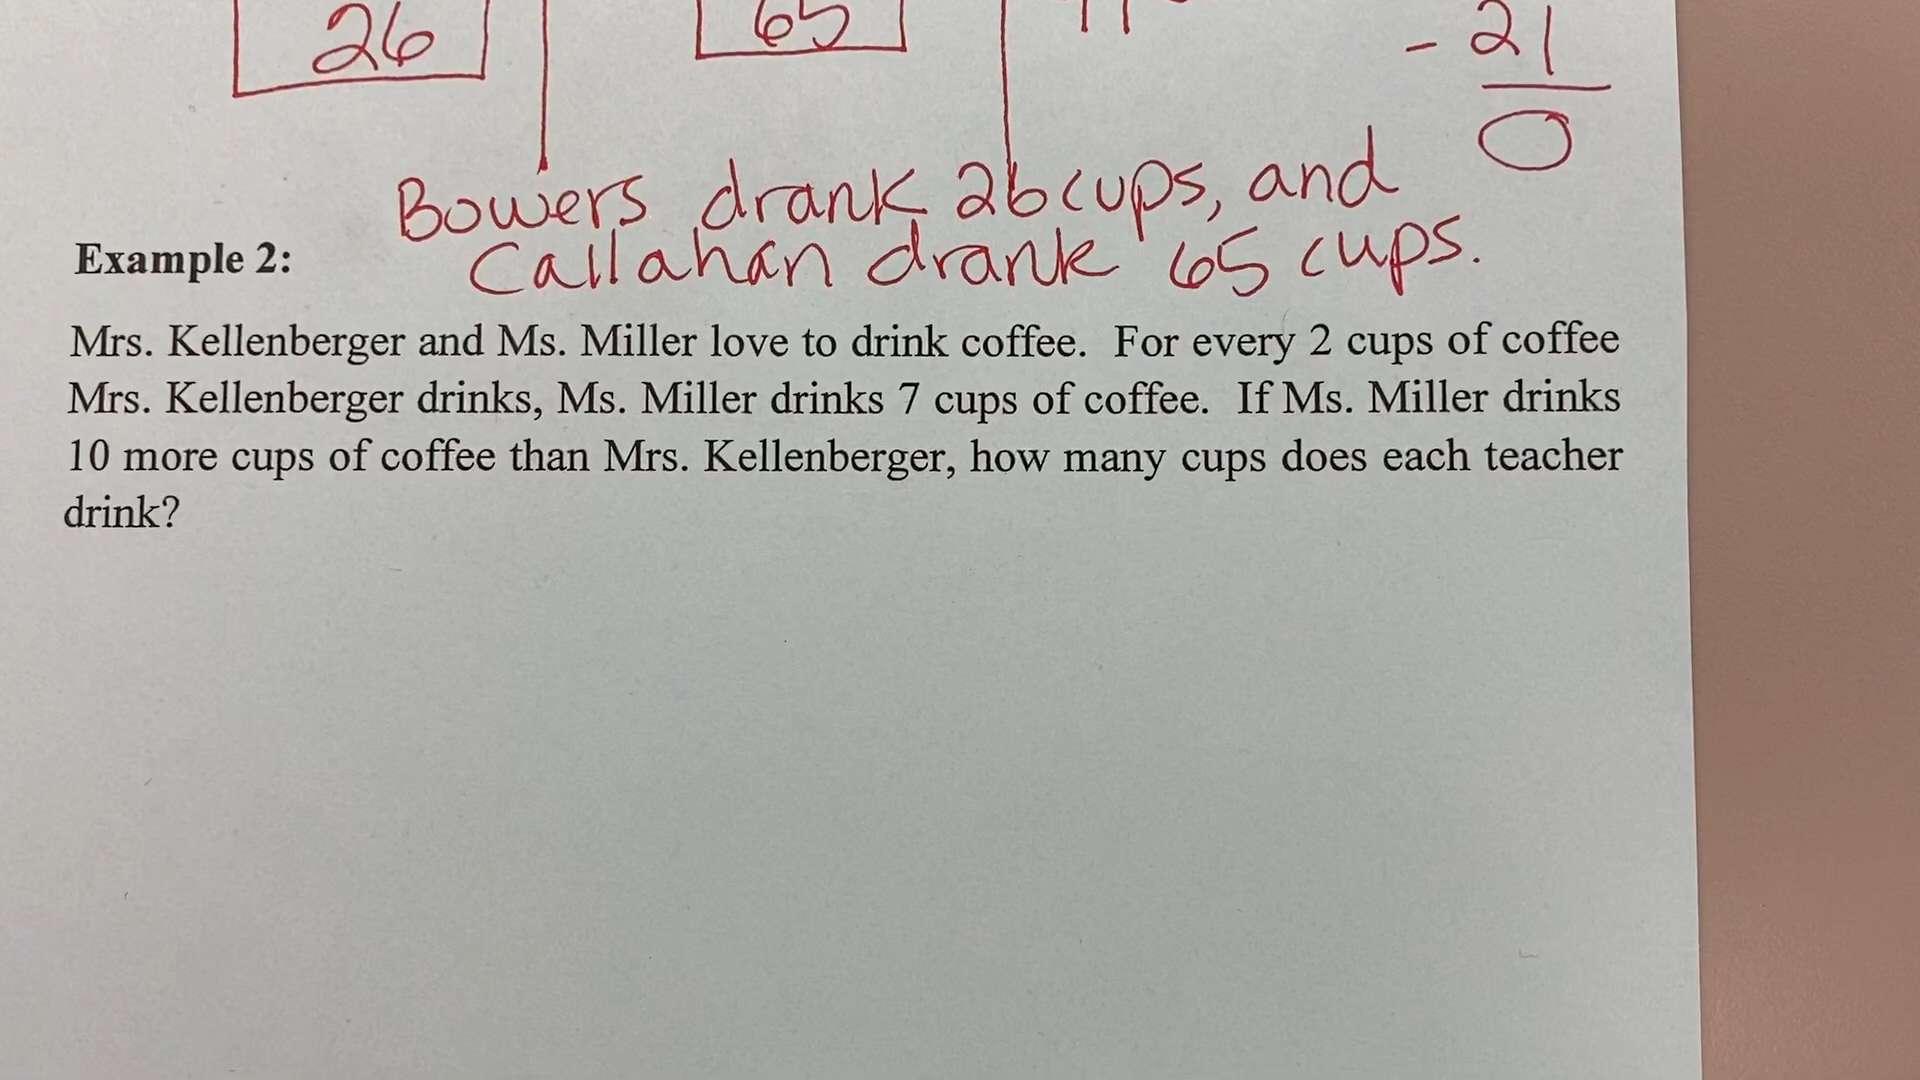 26
65
- 21
0
Bowers drank 26 cups, and
Callahan drank 65 cups.
Example 2:
Mrs. Kellenberger and Ms. Miller love to drink coffee. For every 2 cups of coffee
Mrs. Kellenberger drinks, Ms. Miller drinks 7 cups of coffee. If Ms. Miller drinks
10 more cups of coffee than Mrs. Kellenberger, how many cups does each teacher
drink?